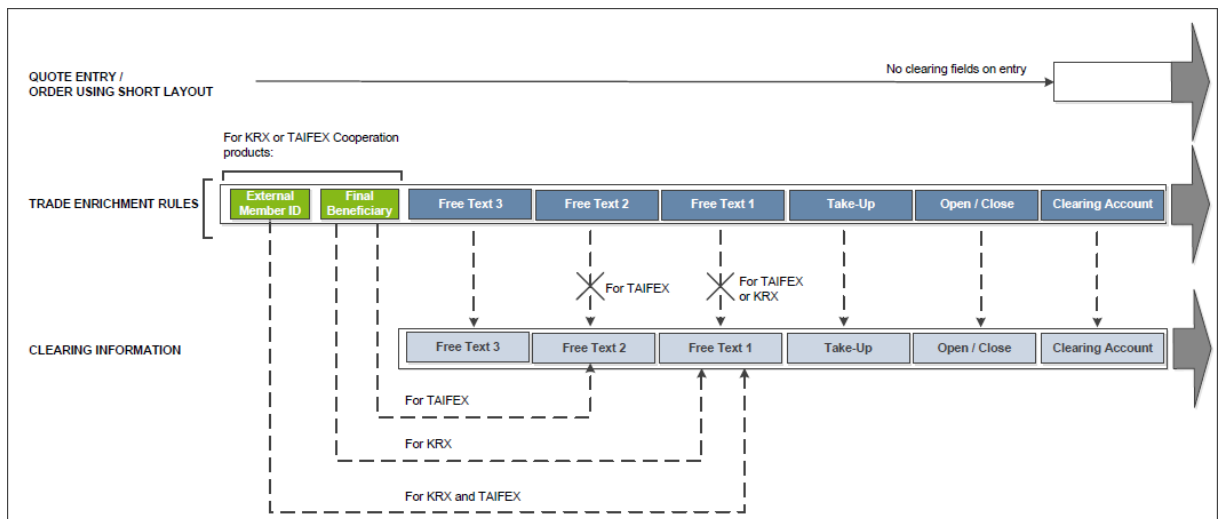 No clearing fields on entry
QUOTE ENTRY /
ORDER USING SHORT LAYOUT
For KRX or TAIFEX Cooperation
products:
TRADE ENRICHMENT RULES
External
Member ID
Final
Beneficiary
Free Text 3
Free Text 2
Free Text 1
Take-Up
Open / Close
Clearing Account
For TAIFEX
For TAIFEX
or KRX
CLEARING INFORMATION
Free Text 3
Free Text 2
Free Text 1
Take-Up
Open / Close
Clearing Account
For TAIFEX
For KRX
For KRX and TAIFEX